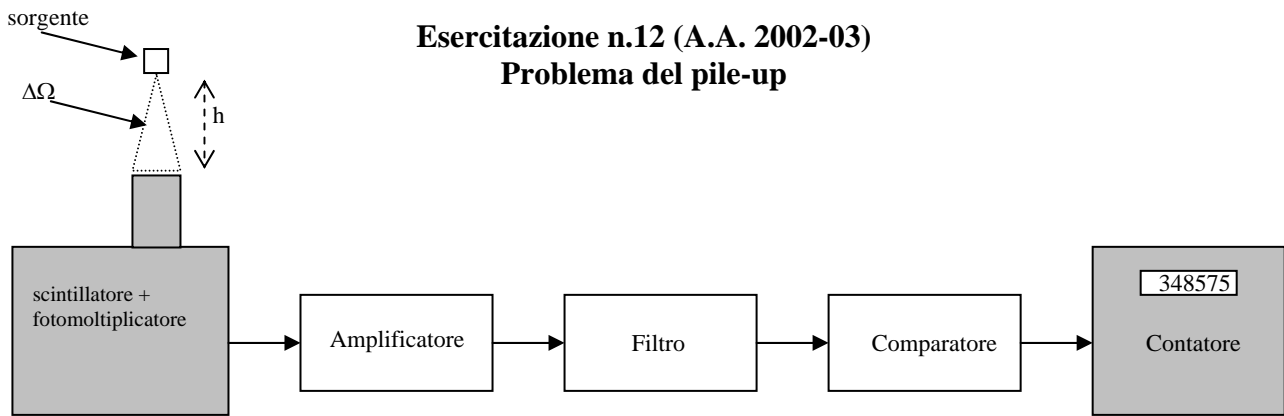 sorgente
Esercitazione n.12 (A.A. 2002-03)
Problema del pile-up
ΔΩ
h
scintillatore +
fotomoltiplicatore
Amplificatore
Filtro
Comparatore
348575
Contatore